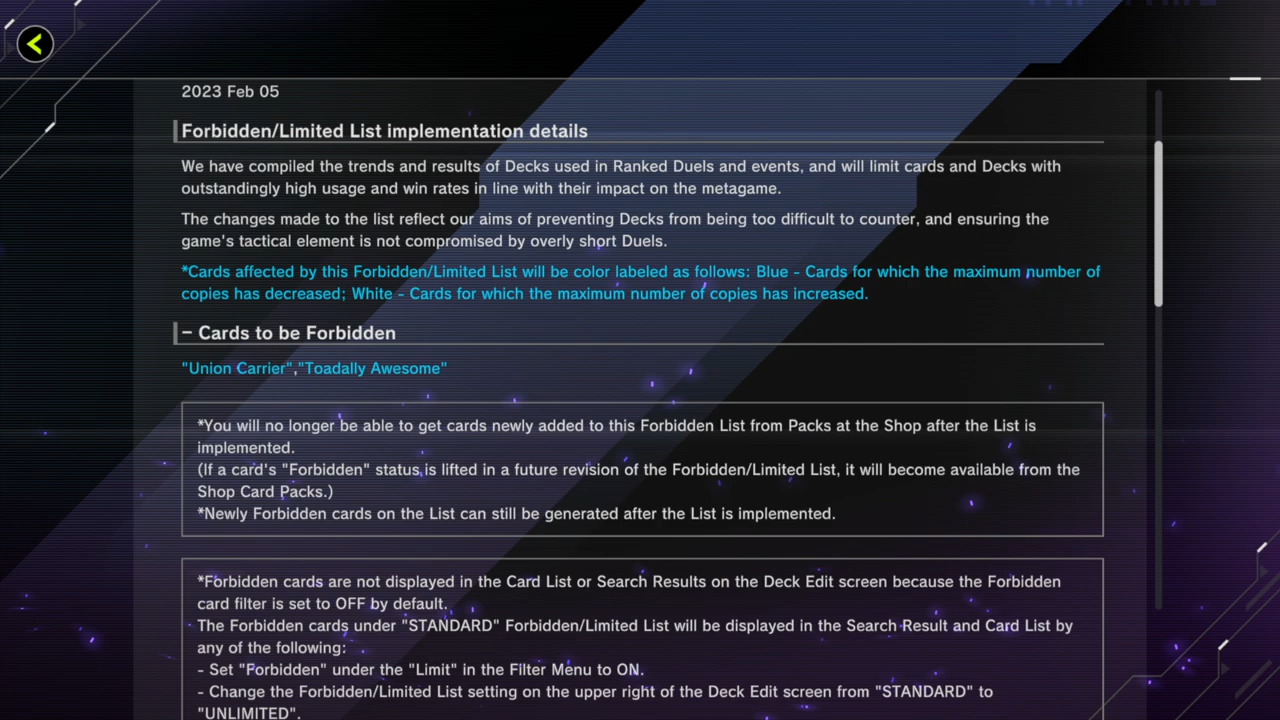 2023 Feb 05
Forbidden/Limited List implementation details
We have compiled the trends and results of Decks used in Ranked Duels and events, and will limit cards and Decks with
outstandingly high usage and win rates in line with their impact on the metagame.
The changes made to the list reflect our aims of preventing Decks from being too difficult to counter, and ensuring the
game's tactical element is not compromised by overly short Duels.
*Cards affected by this Forbidden/Limited List will be color labeled as follows: Blue - Cards for which the maximum number of
copies has decreased; White - Cards for which the maximum number of copies has increased.
– Cards to be Forbidden
"Union Carrier","Toadally Awesome"
*You will no longer be able to get cards newly added to this Forbidden List from Packs at the Shop after the List is
implemented.
(If a card's "Forbidden" status is lifted in a future revision of the Forbidden/Limited List, it will become available from the
Shop Card Packs.)
*Newly Forbidden cards on the List can still be generated after the List is implemented.
*Forbidden cards are not displayed in the Card List or Search Results on the Deck Edit screen because the Forbidden
card filter is set to OFF by default.
The Forbidden cards under "STANDARD" Forbidden/Limited List will be displayed in the Search Result and Card List by
any of the following:
- Set "Forbidden" under the "Limit" in the Filter Menu to ON.
- Change the Forbidden/Limited List setting on the upper right of the Deck Edit screen from "STANDARD" to
"UNLIMITED".